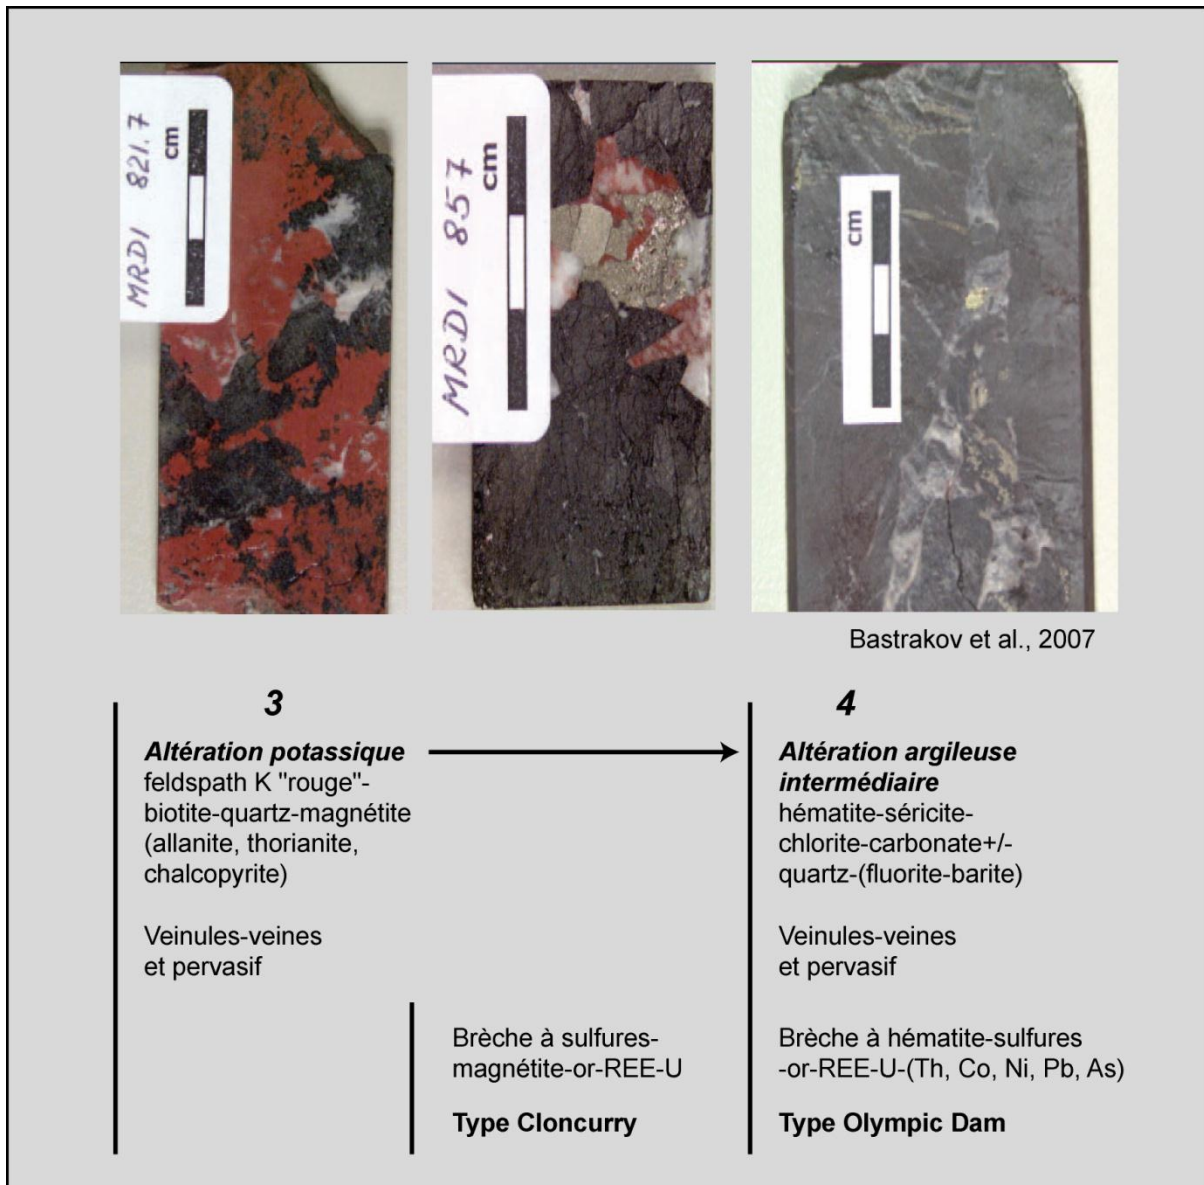 MRD1 821.7
cm
MRD1 857
cm
cm
Bastrakov et al., 2007
3
Altération potassique
feldspath K "rouge"-
biotite-quartz-magnétite
(allanite, thorianite,
chalcopyrite)
Veinules-veines
et pervasif
Brèche à sulfures-
magnétite-or-REE-U
Type Cloncurry
4
Altération argileuse
intermédiaire
hématite-séricite-
chlorite-carbonate+/-
quartz-(fluorite-barite)
Veinules-veines
et pervasif
Brèche à hématite-sulfures
-or-REE-U-(Th, Co, Ni, Pb, As)
Type Olympic Dam